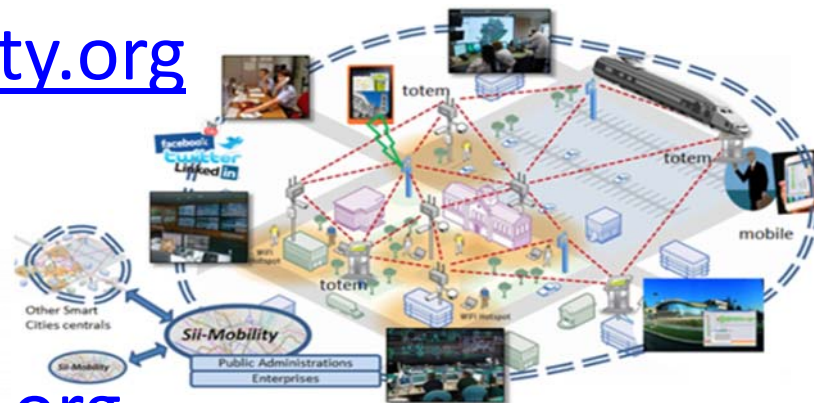 ty.org
totem
facebook
twitter
Linked in
totem
mobile
WIFI
Hotspot
totem
WIFI Hotspot
Other Smart
Cities centrals
Sii-Mobility
Sii-Mobility
Public Administrations
Enterprises
org